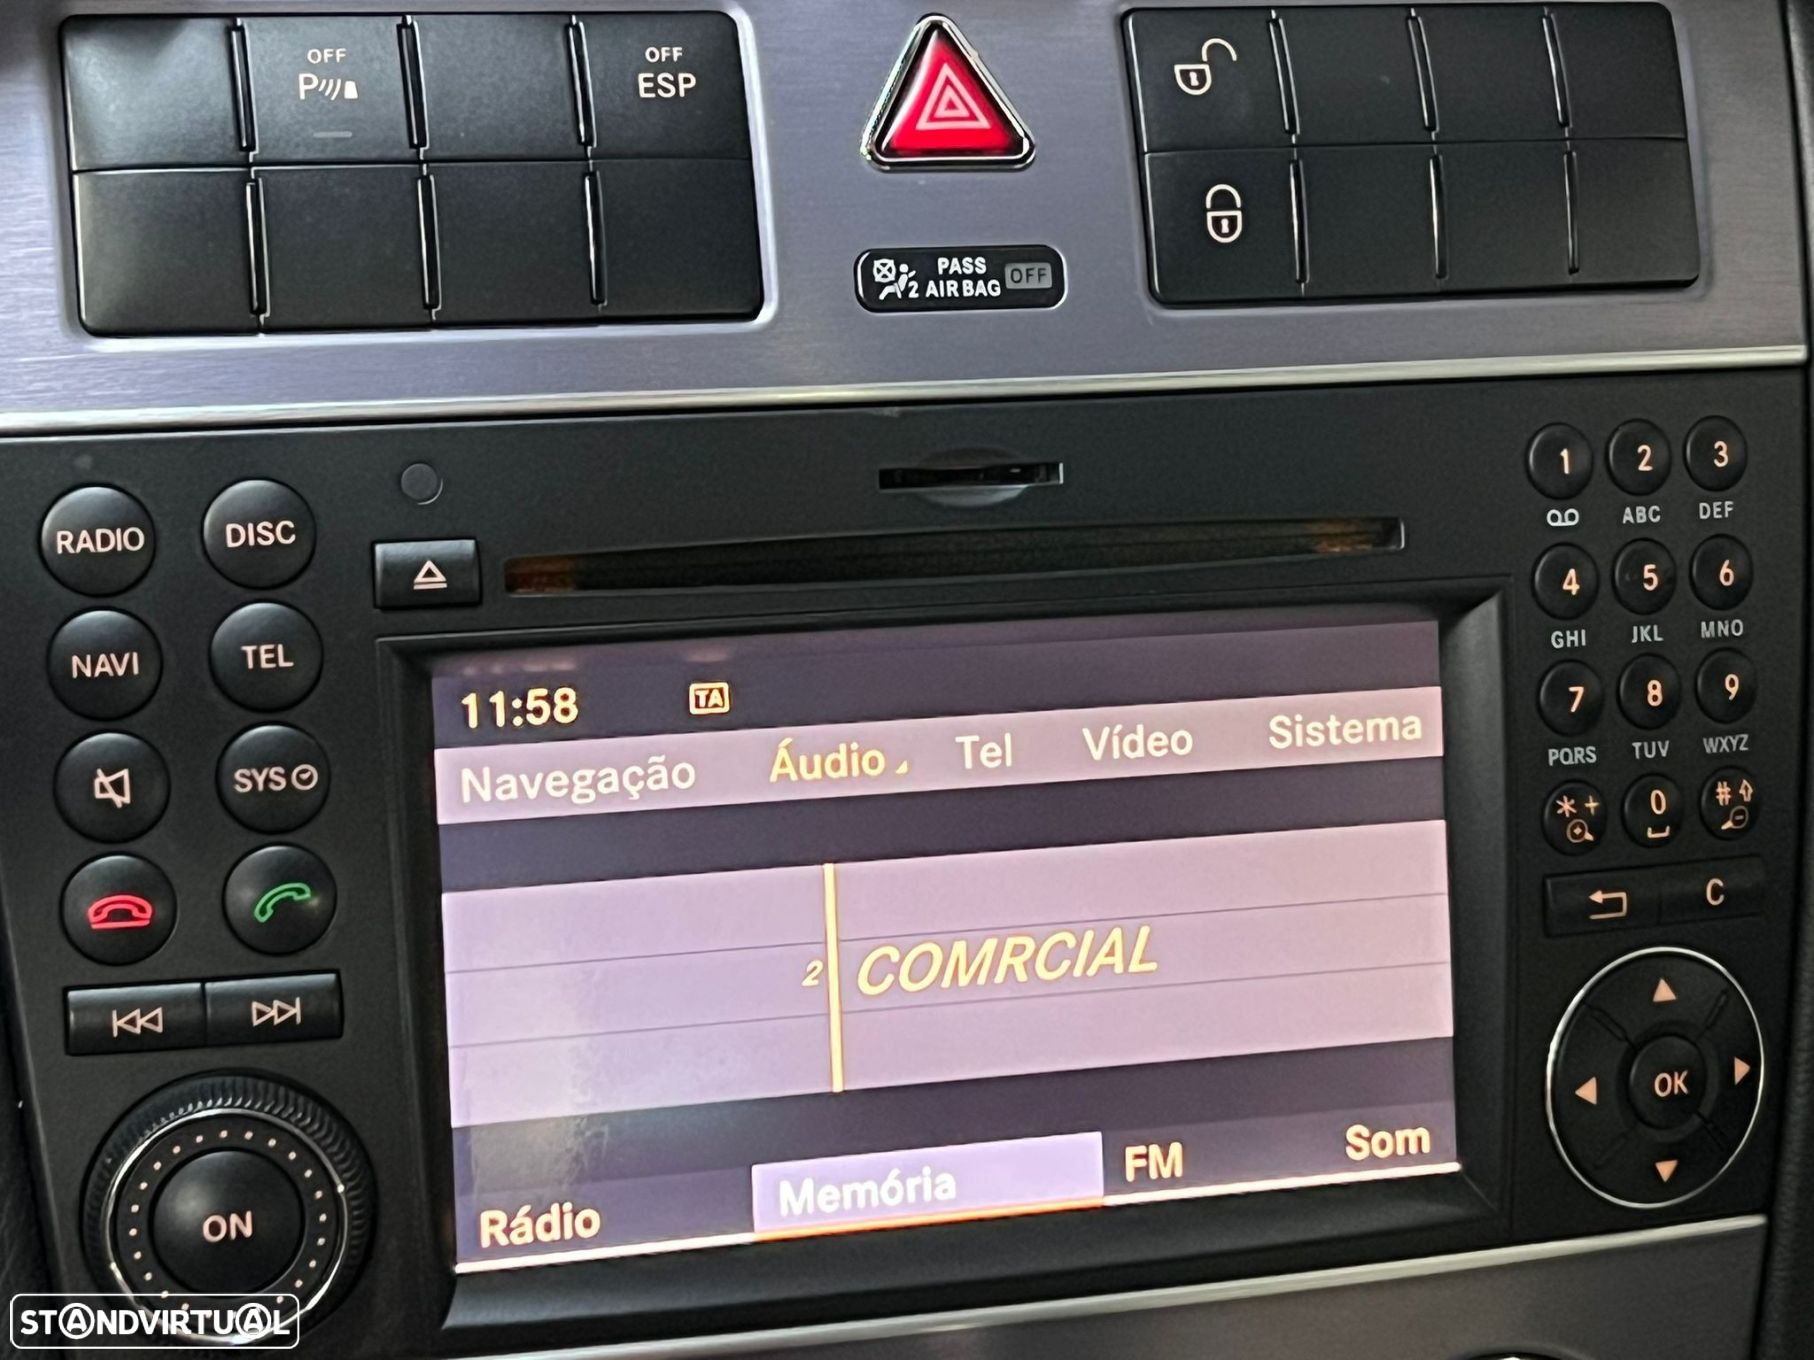 OFF
P
OFF
ESP
PASS
2 AIR BAG OFF
RADIO
DISC
NAVI
TEL
SYS
ON
11:58
TA
Navegação Áudio Tel Vídeo Sistema
2 COMRCIAL
Rádio Memória FM Som
1 2 3
ABC DEF
4 5 6
GHI JKL MNO
7 8 9
PQRS TUV WXYZ
* + 0 #
C
OK
STANDVIRTUAL